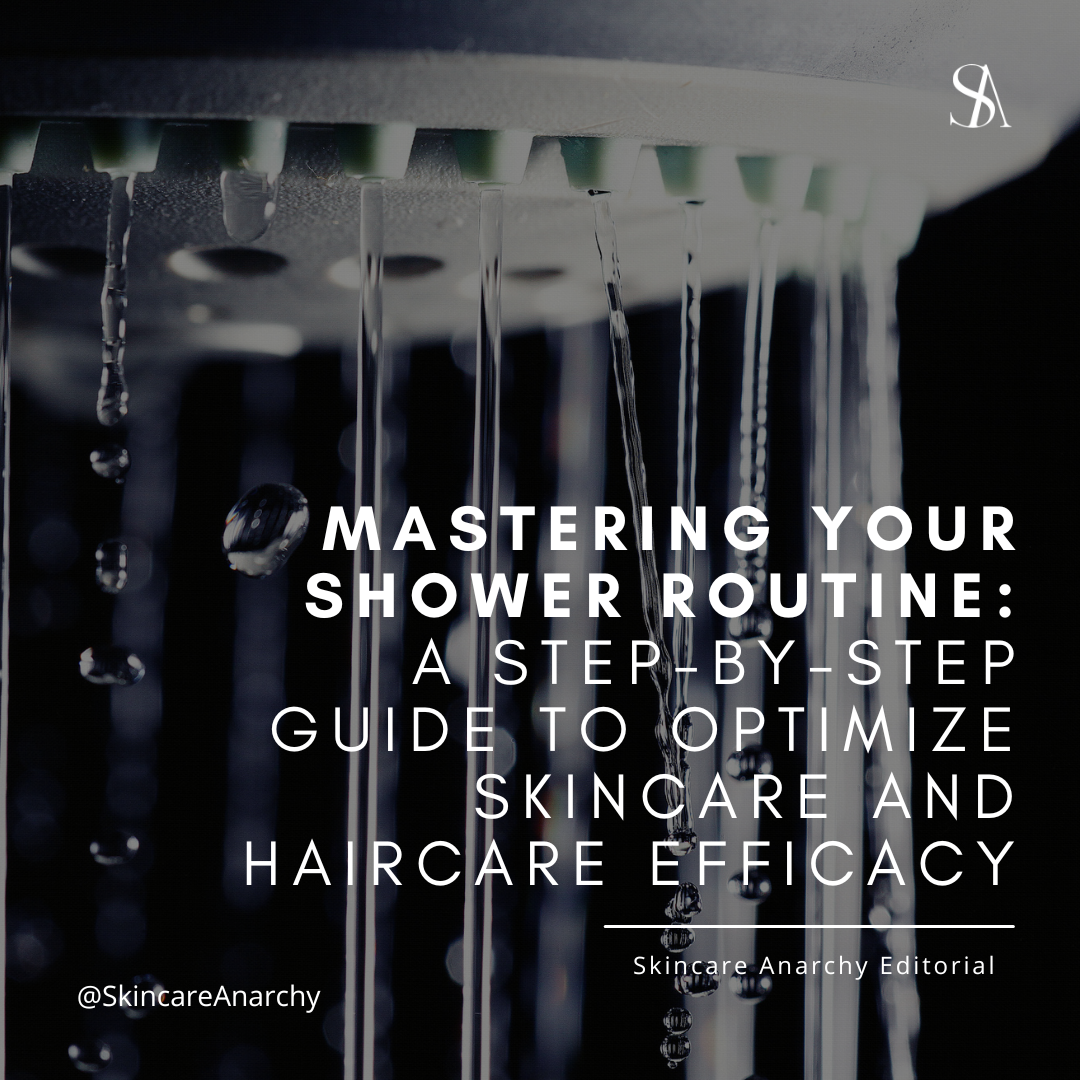 SA
MASTERING YOUR
SHOWER ROUTINE:
A STEP-BY-STEP
GUIDE TO OPTIMIZE
SKINCARE AND
HAIRCARE EFFICACY
Skincare Anarchy Editorial
@SkincareAnarchy